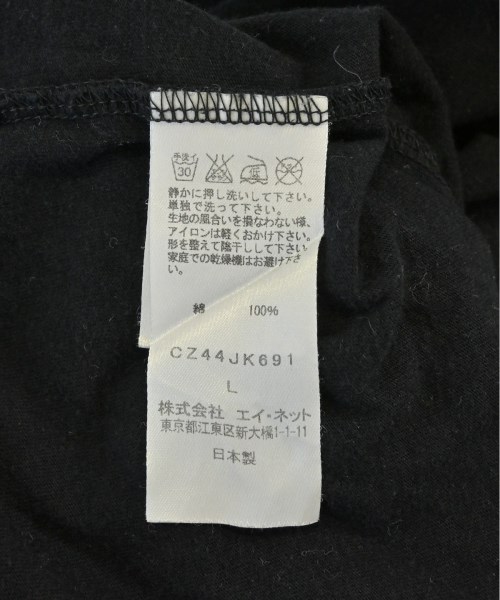 手洗イ
30
低
静かに押し洗いして下さい。
単独で洗って下さい。
生地の風合いを損なわない様、
アイロンは軽くおかけ下さい。
形を整えて陰干しして下さい。
家庭での乾燥機はお避け下さ
い。
綿 100%
CZ44JK691
L
株式会社 エイ・ネット
東京都江東区新大橋1-1-11
日本製